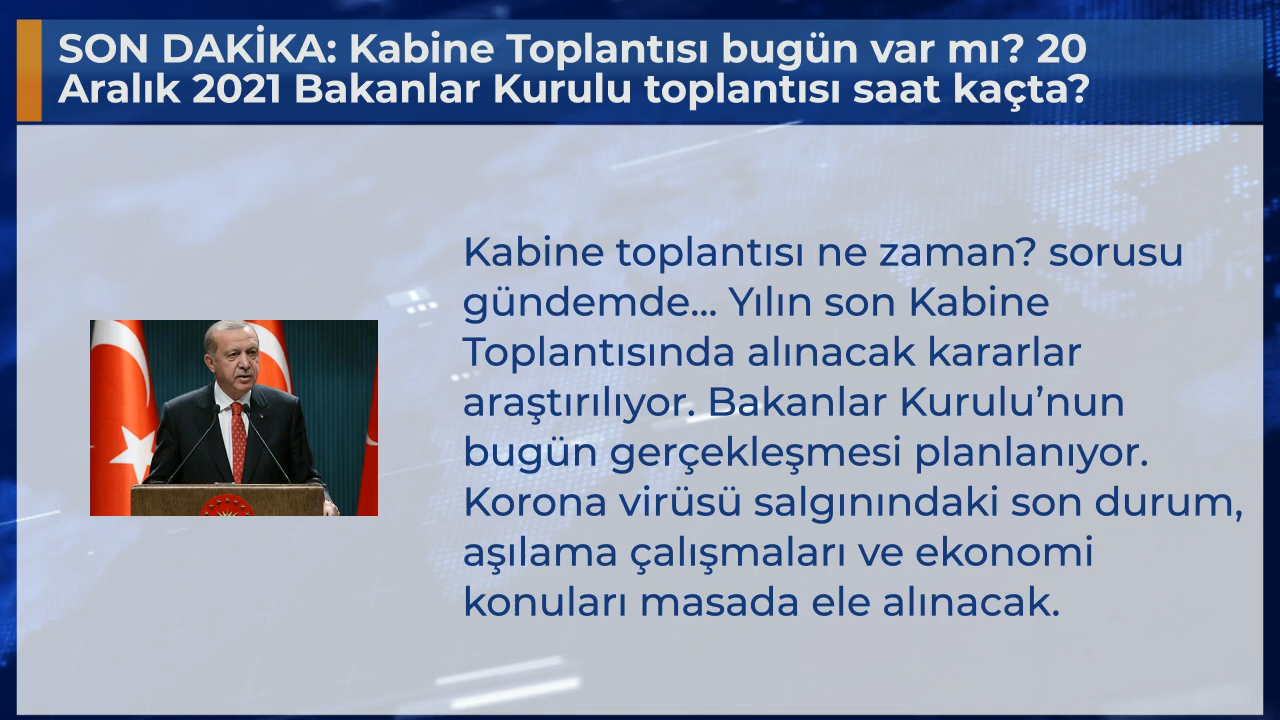 SON DAKİKA: Kabine Toplantısı bugün var mı? 20
Aralık 2021 Bakanlar Kurulu toplantısı saat kaçta?
Kabine toplantısı ne zaman? sorusu
gündemde... Yılın son Kabine
Toplantısında alınacak kararlar
araştırılıyor. Bakanlar Kurulu’nun
bugün gerçekleşmesi planlanıyor.
Korona virüsü salgınındaki son durum,
aşılama çalışmaları ve ekonomi
konuları masada ele alınacak.